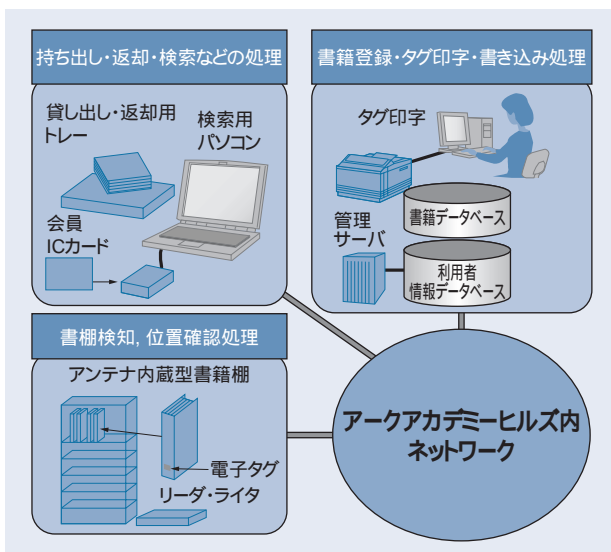 持ち出し・返却・検索などの処理
貸し出し・返却用
トレー
検索用
パソコン
会員
ICカード
書籍登録・タグ印字・書き込み処理
タグ印字
書籍データベース
管理
サーバ
利用者
情報データベース
書棚検知, 位置確認処理
アンテナ内蔵型書籍棚
電子タグ
リーダ・ライタ
アークアカデミーヒルズ内
ネットワーク